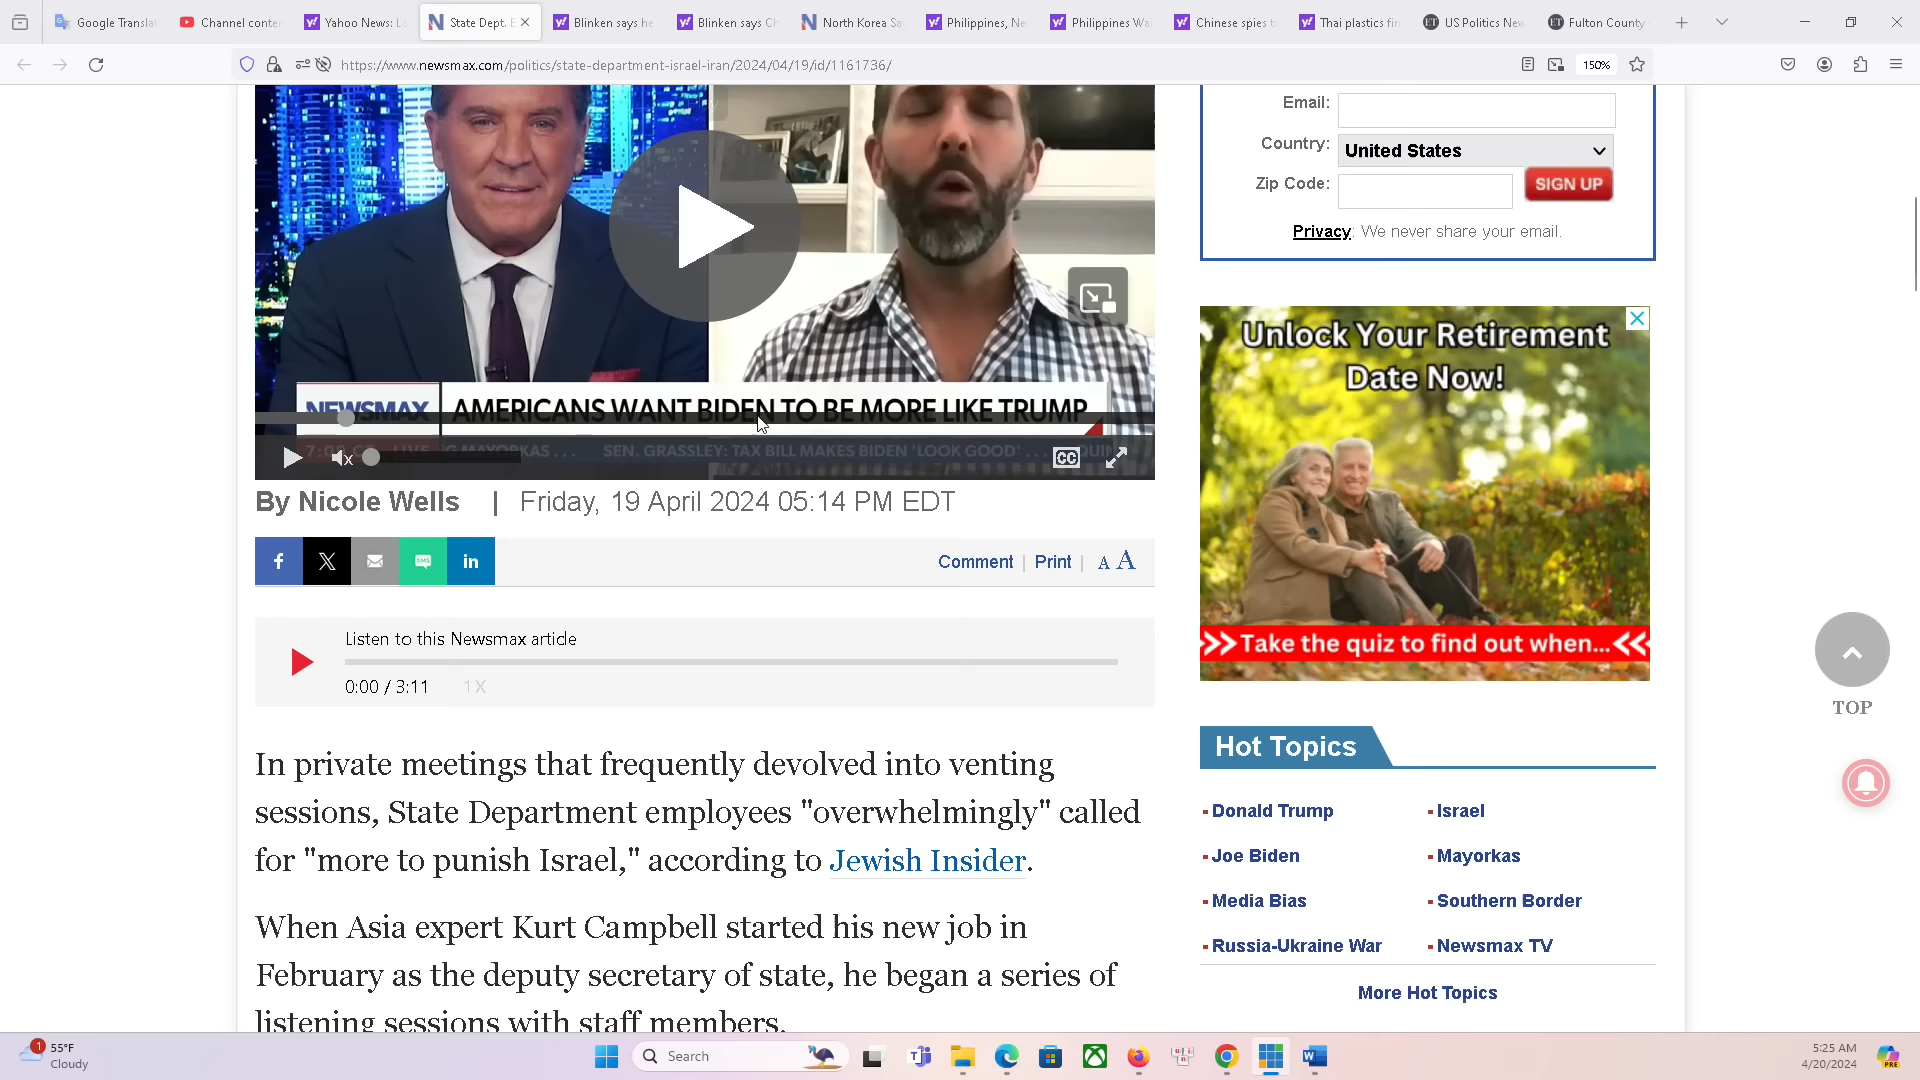 Google Transla
Channel conte
Yahoo News: L
State Dept. E
Blinken says he
Blinken says Ch
North Korea Sa
Philippines, Ne
Philippines Wa
Chinese spies ta
Thai plastics fir
US Politics New
Fulton County
https://www.newsmax.com/politics/state-department-israel-iran/2024/04/19/id/1161736/
150%
NEWSMAX
AMERICANS WANT BIDEN TO BE MORE LIKE TRUMP
MAYORKAS . . . SEN. GRASSLEY: TAX BILL MAKES BIDEN 'LOOK GOOD' . . .
CC
By Nicole Wells | Friday, 19 April 2024 05:14 PM EDT
Comment | Print | A A
Listen to this Newsmax article
0:00 / 3:11 1X
In private meetings that frequently devolved into venting
sessions, State Department employees "overwhelmingly" called
for "more to punish Israel," according to Jewish Insider.
When Asia expert Kurt Campbell started his new job in
February as the deputy secretary of state, he began a series of
listening sessions with staff members.
Email:
Country: United States
Zip Code: SIGN UP
Privacy: We never share your email.
Unlock Your Retirement
Date Now!
>> Take the quiz to find out when... <<
Hot Topics
Donald Trump
Israel
Joe Biden
Mayorkas
Media Bias
Southern Border
Russia-Ukraine War
Newsmax TV
More Hot Topics
TOP
1
55°F
Cloudy
Search
5:25 AM
4/20/2024